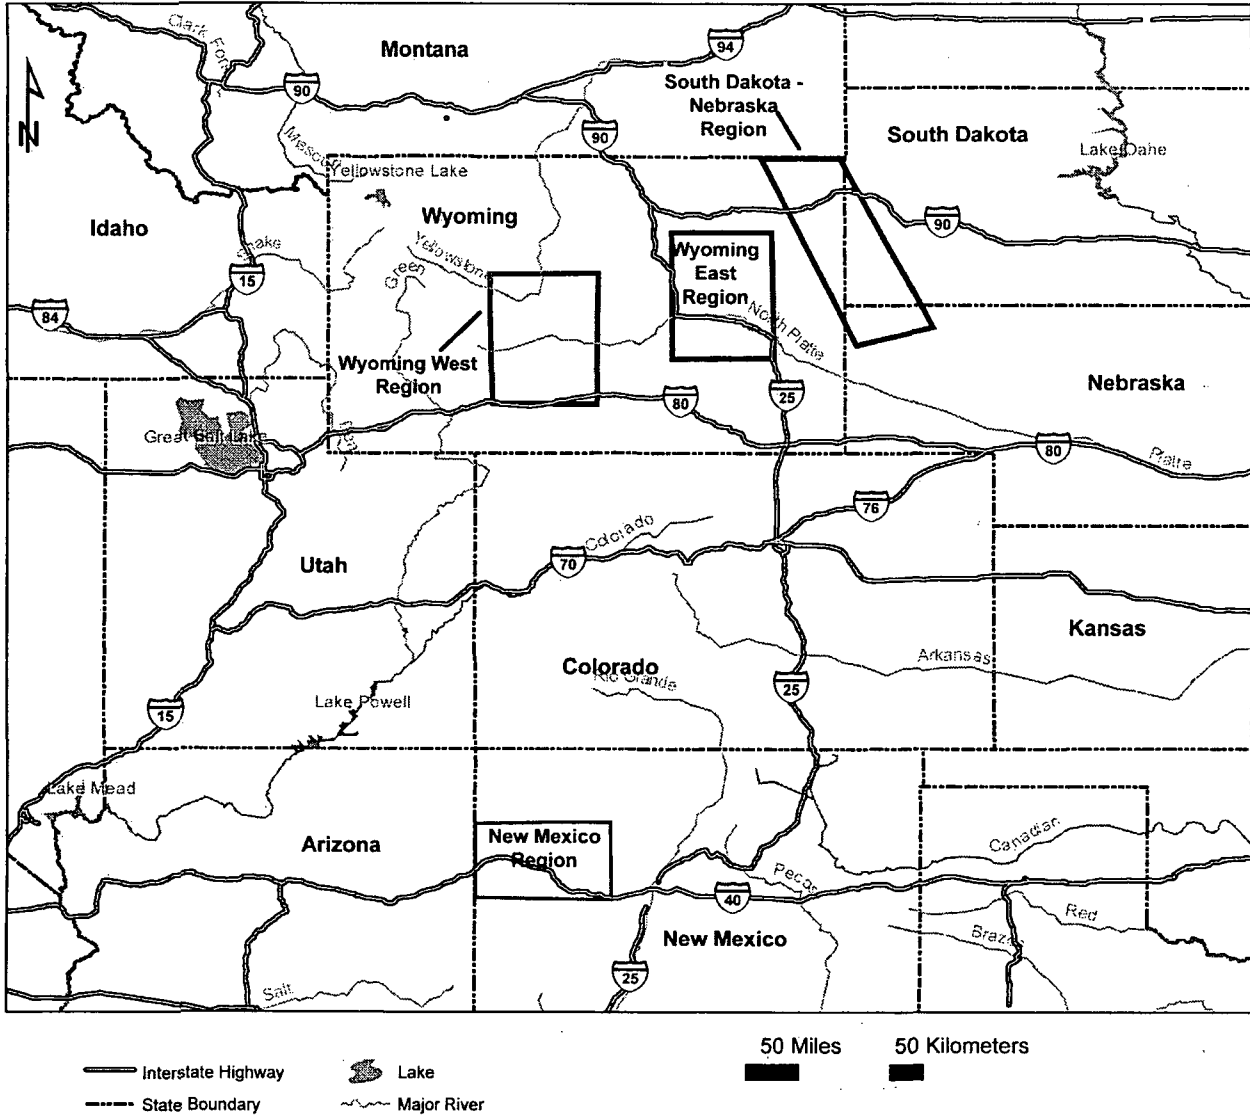 Clark Fork
Montana
94
90
South Dakota -
Nebraska
Region
90
South Dakota
Lake Oahe
N
Yellowstone Lake
Idaho
Wyoming
Wyoming
East
Region
90
Snake
Yellowstone
Green
15
84
North Platte
Wyoming West
Region
Nebraska
80
25
Great Salt Lake
80
Platte
76
Colorado
70
Utah
Kansas
Arkansas
Colorado
Rio Grande
25
Lake Powell
15
Lake Mead
Canadian
Arizona
New Mexico
Region
Pecos
40
Red
Brazos
New Mexico
25
Salt
50 Miles
50 Kilometers
Interstate Highway
Lake
State Boundary
Major River